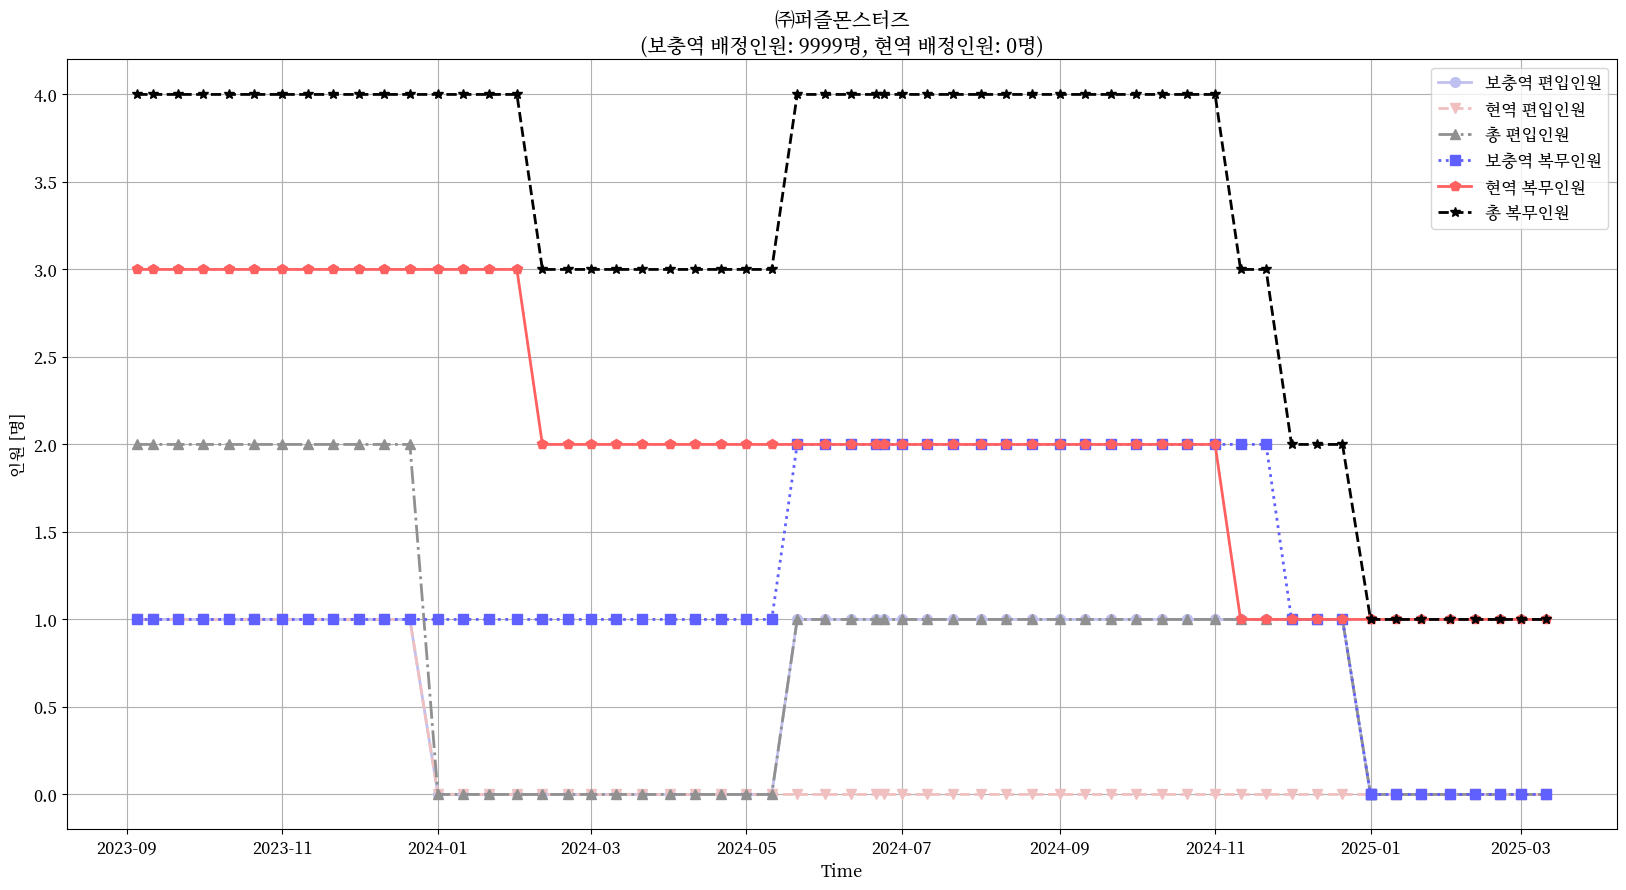 ㈜퍼즐몬스터즈
(보충역 배정인원: 9999명, 현역 배정인원: 0명)
보충역 편입인원
현역 편입인원
총 편입인원
보충역 복무인원
현역 복무인원
총 복무인원
인원 [명]
4.0
3.5
3.0
2.5
2.0
1.5
1.0
0.5
0.0
2023-09 2023-11 2024-01 2024-03 2024-05 2024-07 2024-09 2024-11 2025-01 2025-03
Time